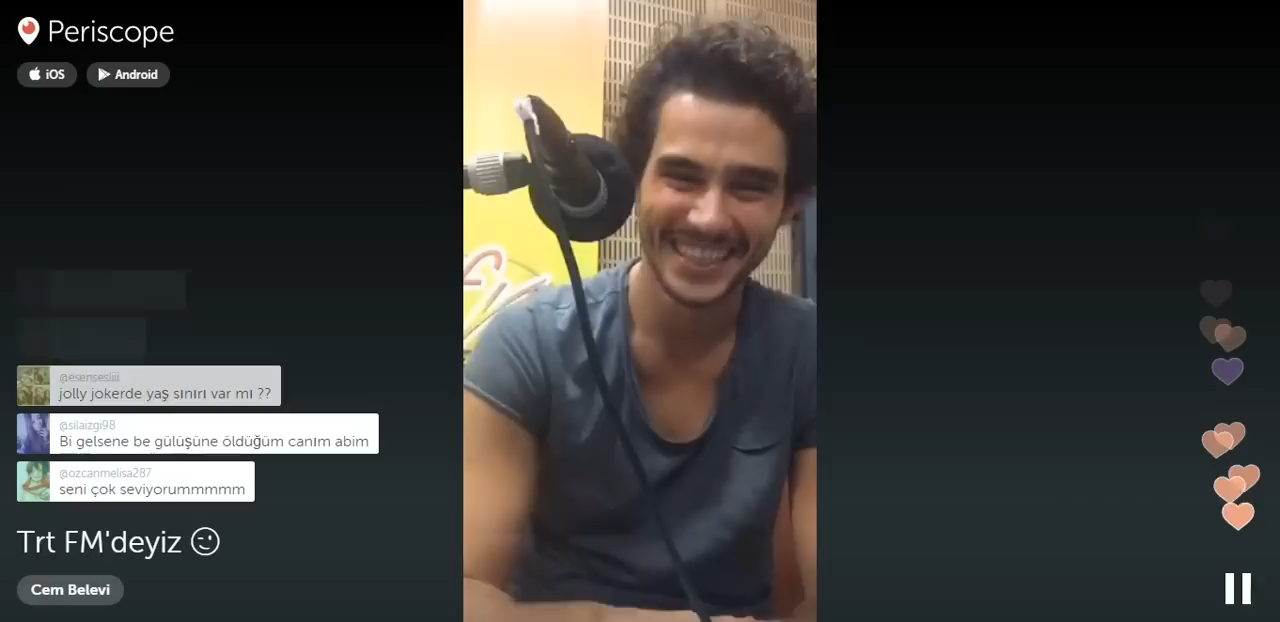 Periscope
iOS
Android
@esensesliii
jolly jokerde yaş sınırı var mı ??
@silaizgi98
Bi gelsene be gülüşüne öldüğüm canım abim
@ozcanmelisa287
seni çok seviyorummmmm
Trt FM'deyiz 😉
Cem Belevi